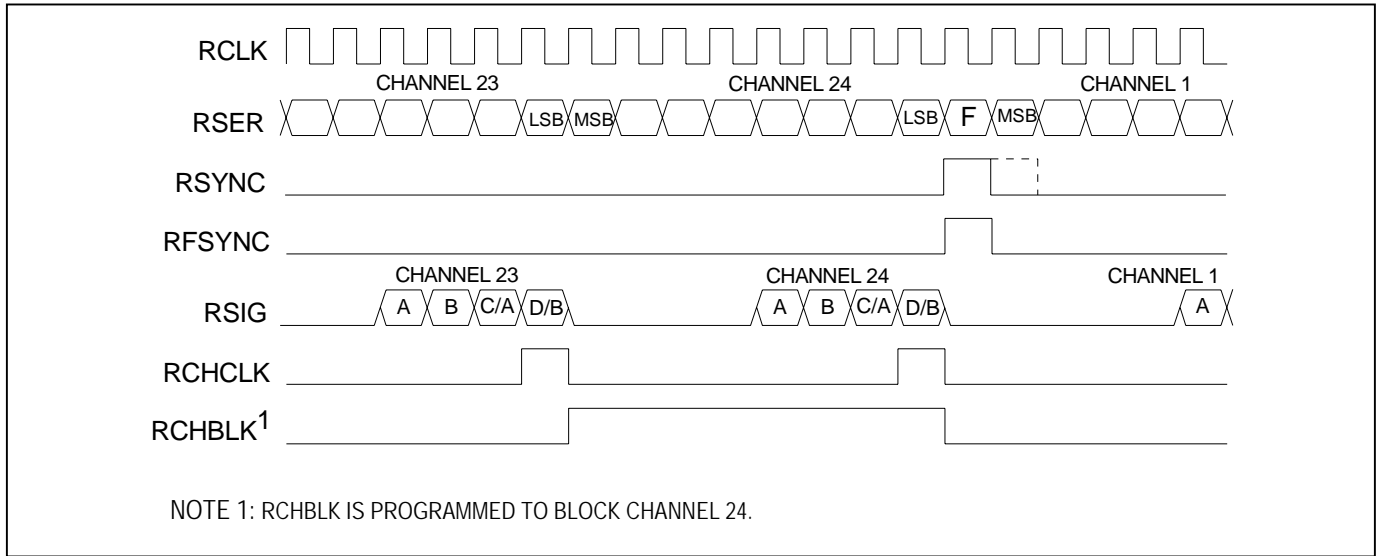 RCLK
CHANNEL 23 CHANNEL 24 CHANNEL 1
RSER LSB MSB LSB F MSB
RSYNC
RFSYNC
CHANNEL 23 CHANNEL 24 CHANNEL 1
RSIG A B C/A D/B A B C/A D/B A
RCHCLK
RCHBLK1
NOTE 1: RCHBLK IS PROGRAMMED TO BLOCK CHANNEL 24.